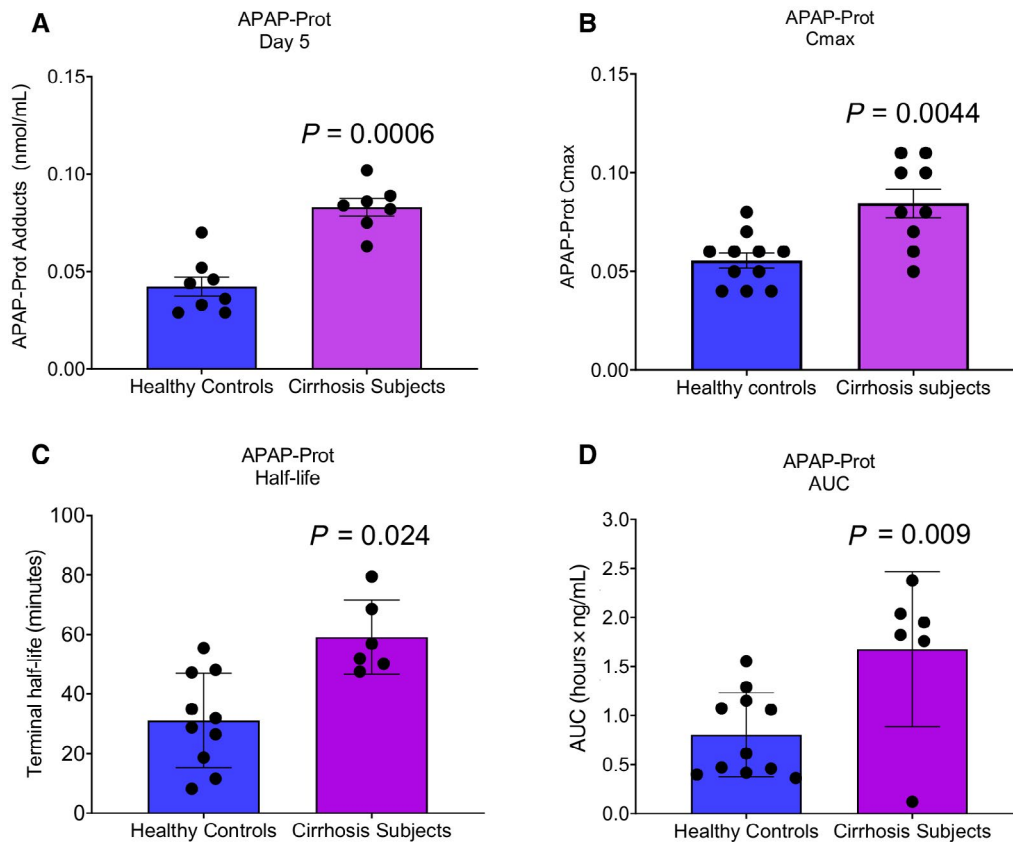 A
APAP-Prot
Day 5
APAP-Prot Adducts (nmol/mL)
0.15
0.10
0.05
0.00
P = 0.0006
Healthy Controls
Cirrhosis Subjects
B
APAP-Prot
Cmax
APAP-Prot Cmax
0.15
0.10
0.05
0.00
P = 0.0044
Healthy controls
Cirrhosis subjects
C
APAP-Prot
Half-life
Terminal half-life (minutes)
100
80
60
40
20
0
P = 0.024
Healthy Controls
Cirrhosis Subjects
D
APAP-Prot
AUC
AUC (hours × ng/mL)
3.0
2.5
2.0
1.5
1.0
0.5
0.0
P = 0.009
Healthy Controls
Cirrhosis Subjects